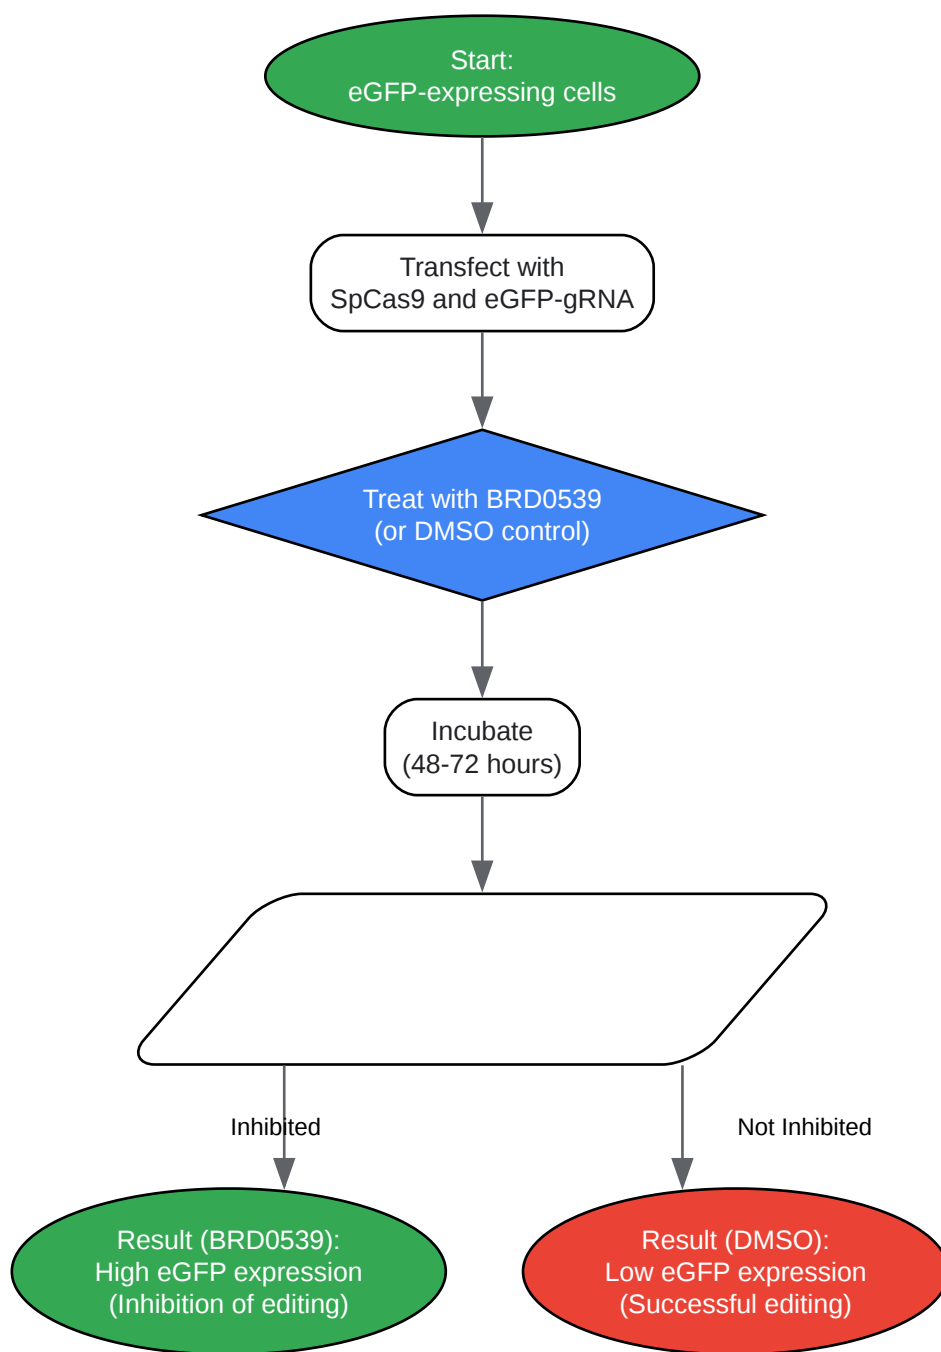 Start:
eGFP-expressing cells
Transfect with
SpCas9 and eGFP-gRNA
Treat with BRD0539
(or DMSO control)
Incubate
(48-72 hours)
Inhibited
Not Inhibited
Result (BRD0539):
High eGFP expression
(Inhibition of editing)
Result (DMSO):
Low eGFP expression
(Successful editing)